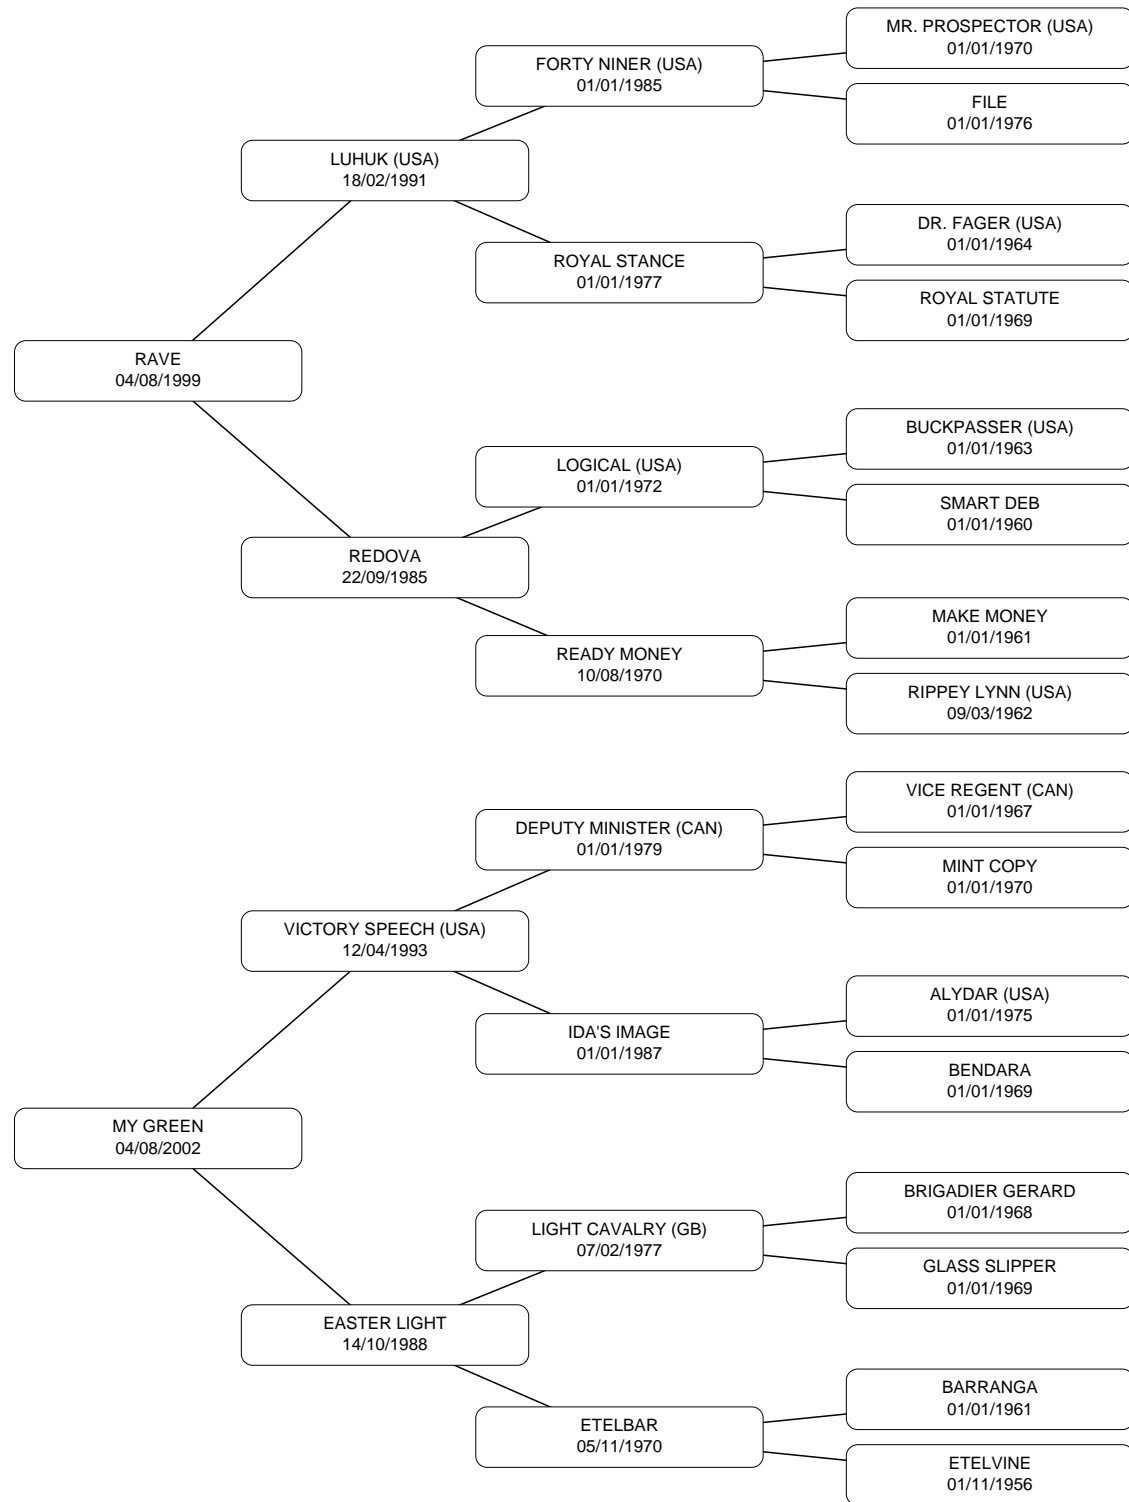 MR. PROSPECTOR (USA)
01/01/1970
FORTY NINER (USA)
01/01/1985
FILE
01/01/1976
LUHUK (USA)
18/02/1991
DR. FAGER (USA)
01/01/1964
ROYAL STANCE
01/01/1977
ROYAL STATUTE
01/01/1969
RAVE
04/08/1999
BUCKPASSER (USA)
01/01/1963
LOGICAL (USA)
01/01/1972
SMART DEB
01/01/1960
REDOVA
22/09/1985
MAKE MONEY
01/01/1961
READY MONEY
10/08/1970
RIPPEY LYNN (USA)
09/03/1962
VICE REGENT (CAN)
01/01/1967
DEPUTY MINISTER (CAN)
01/01/1979
MINT COPY
01/01/1970
VICTORY SPEECH (USA)
12/04/1993
ALYDAR (USA)
01/01/1975
IDA'S IMAGE
01/01/1987
BENDARA
01/01/1969
MY GREEN
04/08/2002
BRIGADIER GERARD
01/01/1968
LIGHT CAVALRY (GB)
07/02/1977
GLASS SLIPPER
01/01/1969
EASTER LIGHT
14/10/1988
BARRANGA
01/01/1961
ETELBAR
05/11/1970
ETELVINE
01/11/1956